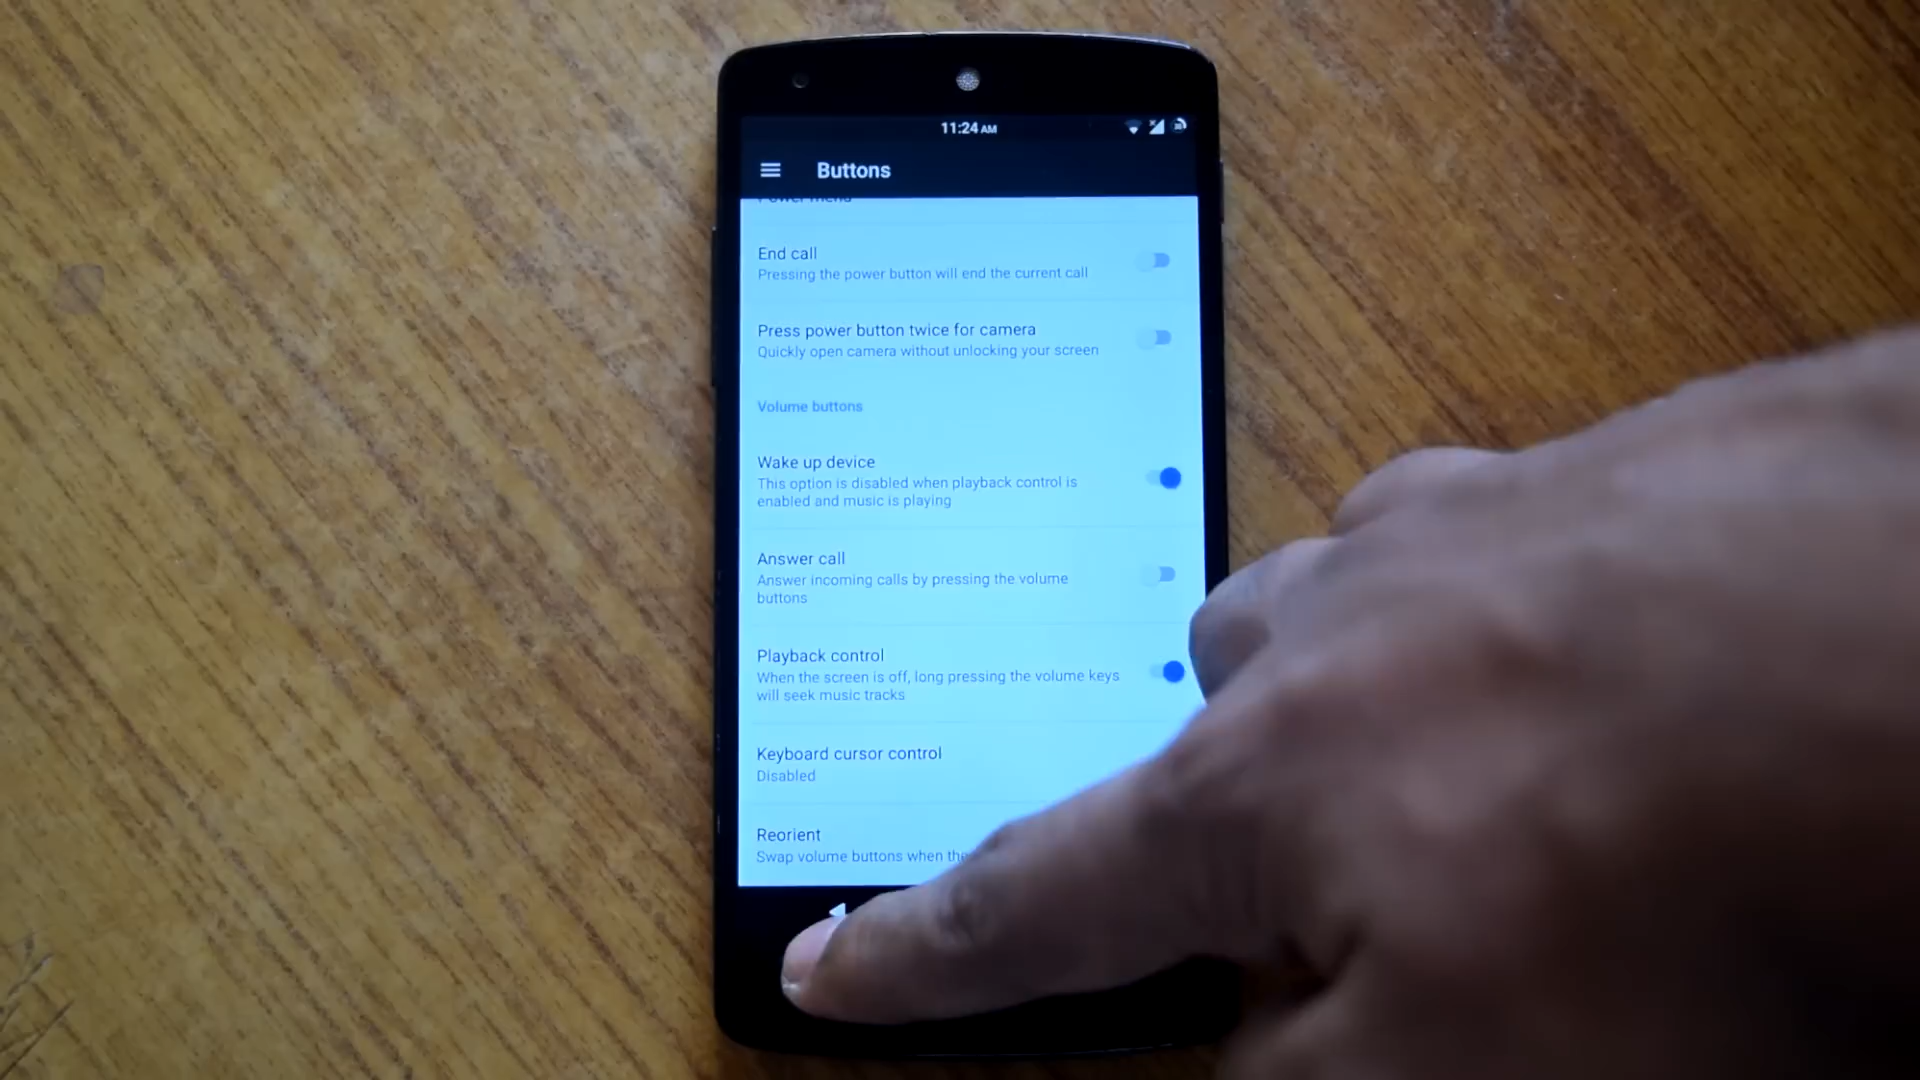 11:24 AM
Buttons
Power menu
End call
Pressing the power button will end the current call
Press power button twice for camera
Quickly open camera without unlocking your screen
Volume buttons
Wake up device
This option is disabled when playback control is
enabled and music is playing
Answer call
Answer incoming calls by pressing the volume
buttons
Playback control
When the screen is off, long pressing the volume keys
will seek music tracks
Keyboard cursor control
Disabled
Reorient
Swap volume buttons when the